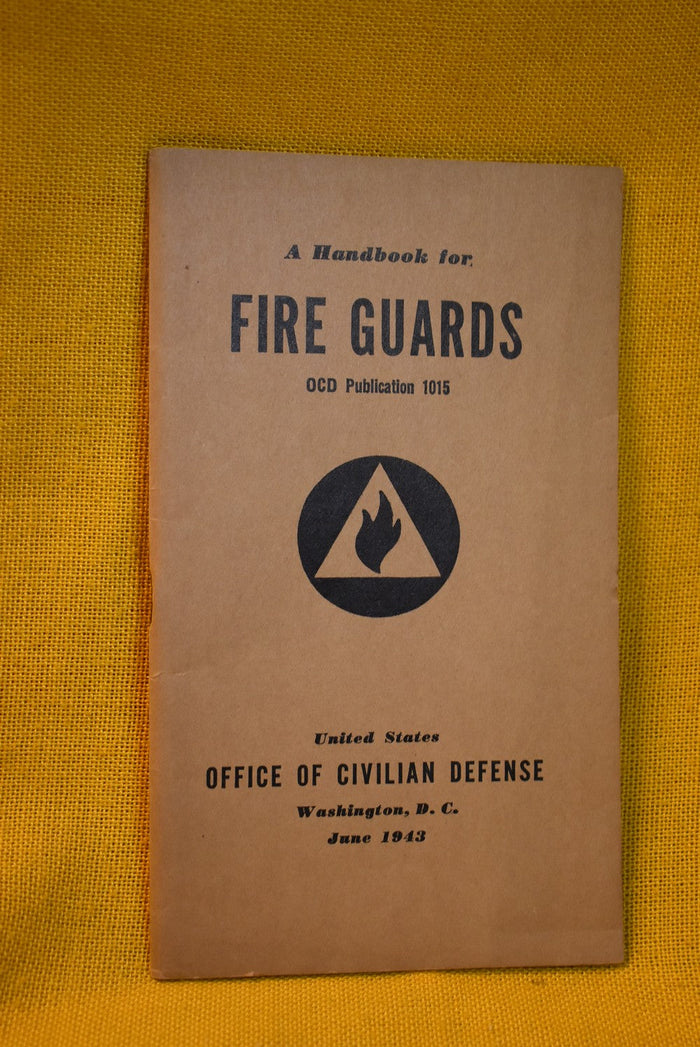 A Handbook for
FIRE GUARDS
OCD Publication 1015
United States
OFFICE OF CIVILIAN DEFENSE
Washington, D. C.
June 1943